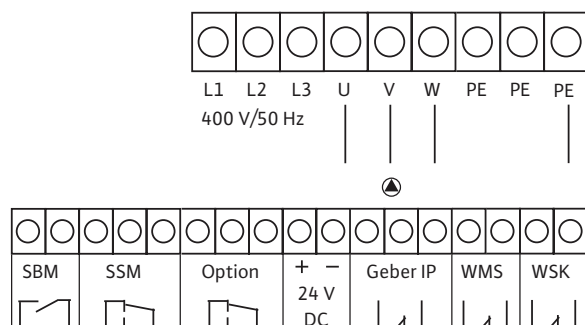 L1 L2 L3 U V W PE PE PE
400 V/50 Hz
SBM SSM Option + − Geber IP WMS WSK
24 V
DC